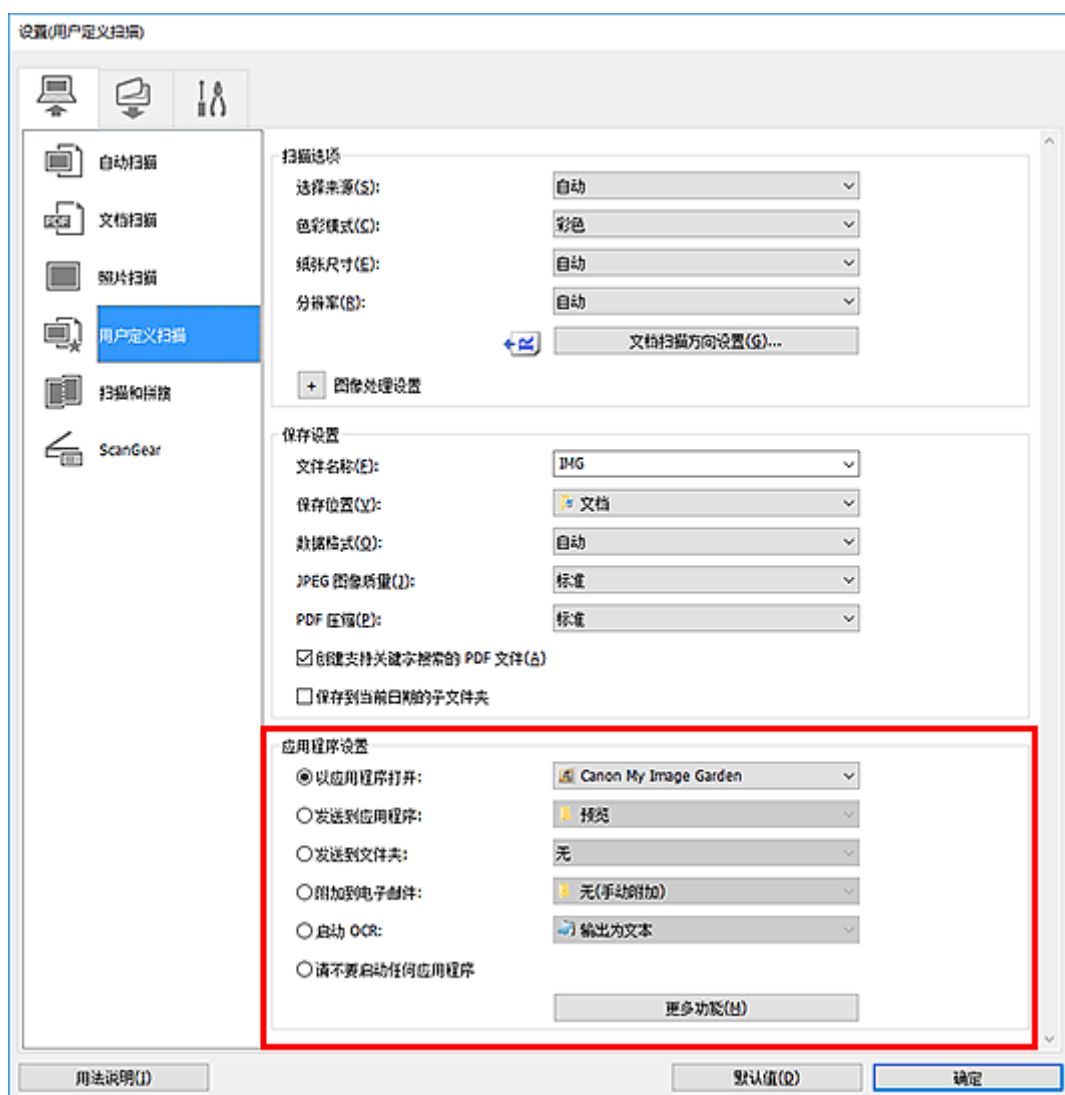 设置(用户定义扫描)
自动扫描
PDF
文档扫描
照片扫描
用户定义扫描
扫描和拼接
ScanGear
扫描选项
选择来源(S): 自动
色彩模式(C): 彩色
纸张尺寸(E): 自动
分辨率(R): 自动
文档扫描方向设置(G)...
+ 图像处理设置
保存设置
文件名称(F): IMG
保存位置(V): 文档
数据格式(O): 自动
JPEG 图像质量(J): 标准
PDF 压缩(P): 标准
创建支持关键字搜索的 PDF 文件(A)
保存到当前日期的子文件夹
应用程序设置
以应用程序打开: Canon My Image Garden
发送到应用程序: 预览
发送到文件夹: 无
附加到电子邮件: 无(手动附加)
启动 OCR: 输出为文本
请不要启动任何应用程序
更多功能(H)
用法说明(I) 默认值(D) 确定